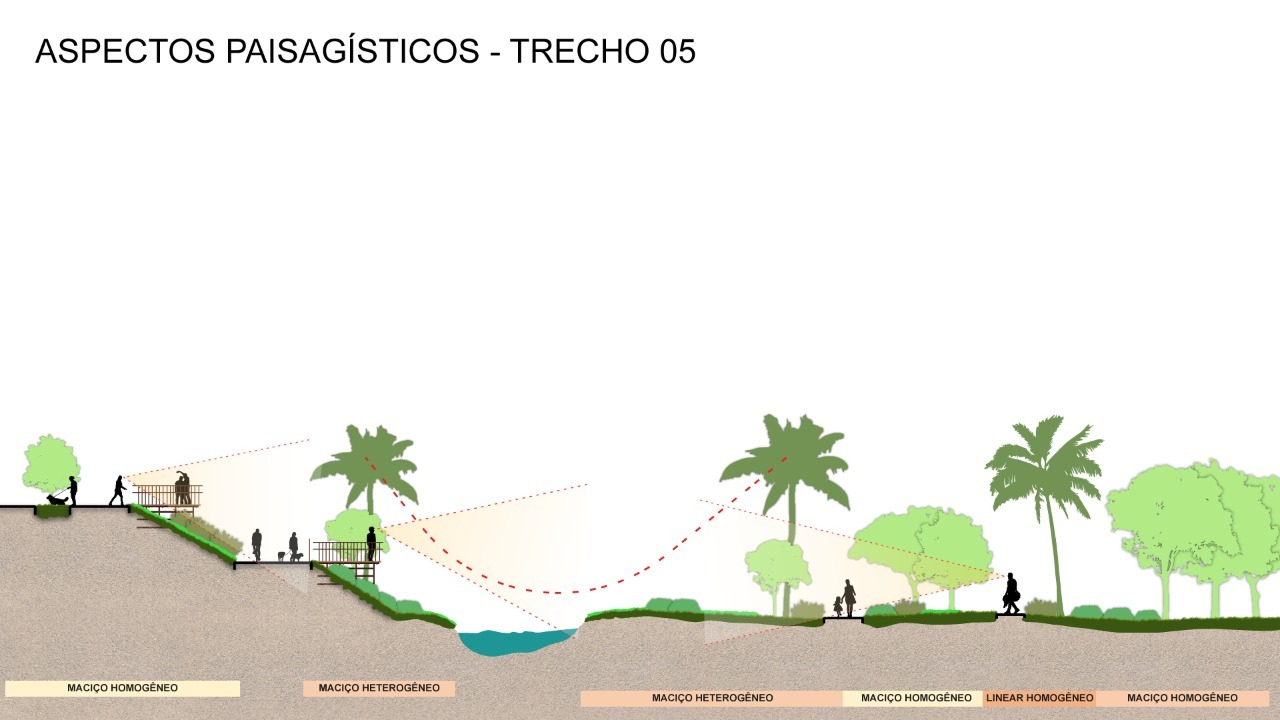 ASPECTOS PAISAGÍSTICOS - TRECHO 05
MACIÇO HOMOGÊNEO
MACIÇO HETEROGÊNEO
MACIÇO HETEROGÊNEO
MACIÇO HOMOGÊNEO
LINEAR HOMOGÊNEO
MACIÇO HOMOGÊNEO